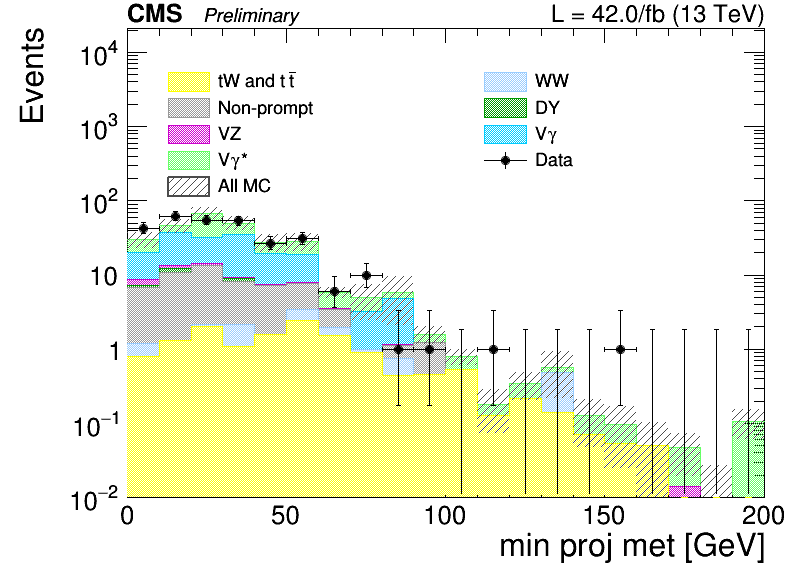 CMS Preliminary L = 42.0/fb (13 TeV)
Events
tW and t t̄ WW
Non-prompt DY
VZ Vγ
Vγ* Data
All MC
10⁴
10³
10²
10
1
10⁻¹
10⁻²
0 50 100 150 200
min proj met [GeV]